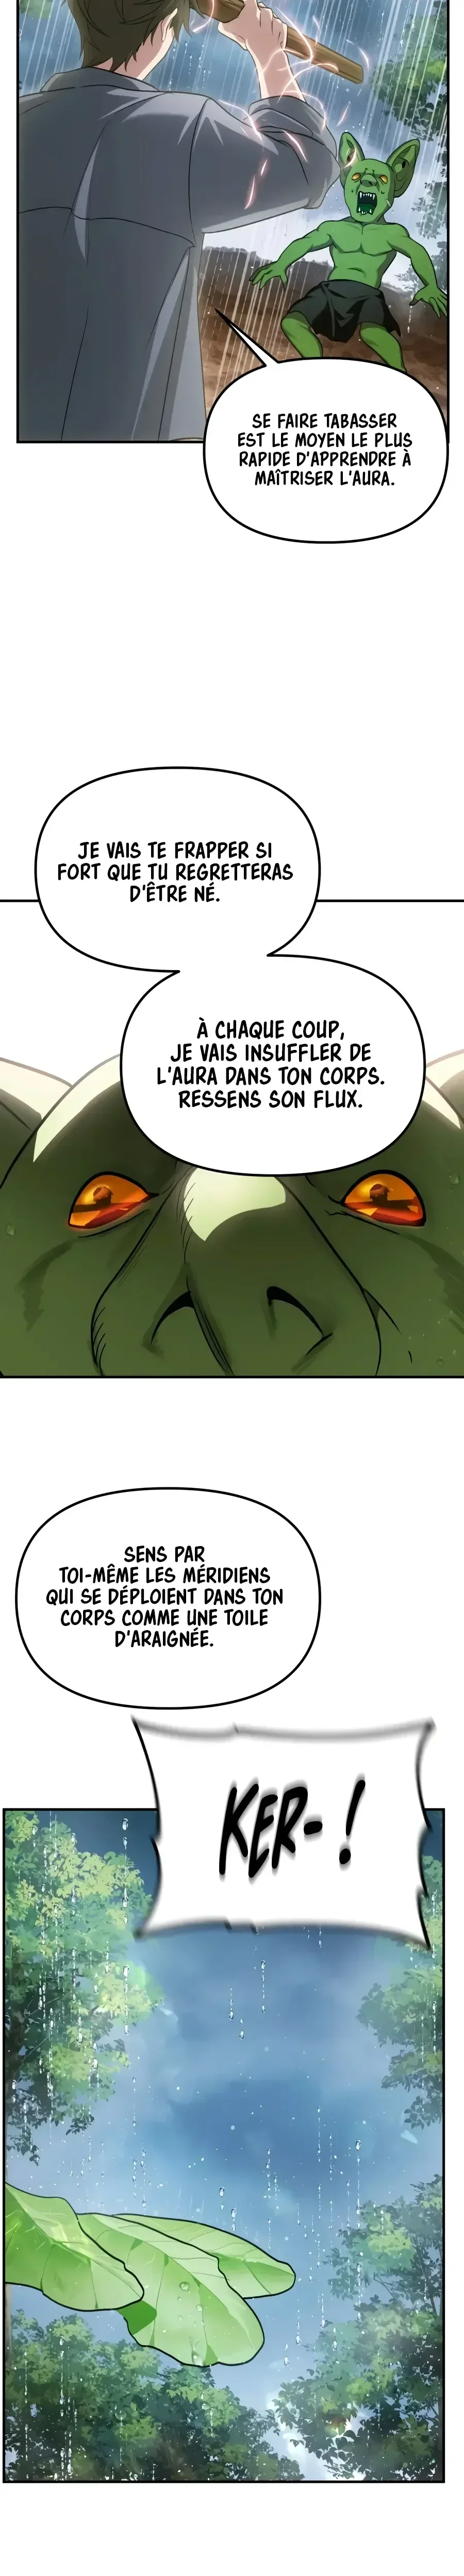 SE FAIRE TABASSER
EST LE MOYEN LE PLUS
RAPIDE D'APPRENDRE À
MAÎTRISER L'AURA.
JE VAIS TE FRAPPER SI
FORT QUE TU REGRETTERAS
D'ÊTRE NÉ.
À CHAQUE COUP,
JE VAIS INSUFFLER DE
L'AURA DANS TON CORPS.
RESSENS SON FLUX.
SENS PAR
TOI-MÊME LES MÉRIDIENS
QUI SE DÉPLOIENT DANS TON
CORPS COMME UNE TOILE
D'ARAIGNÉE.
KER- !